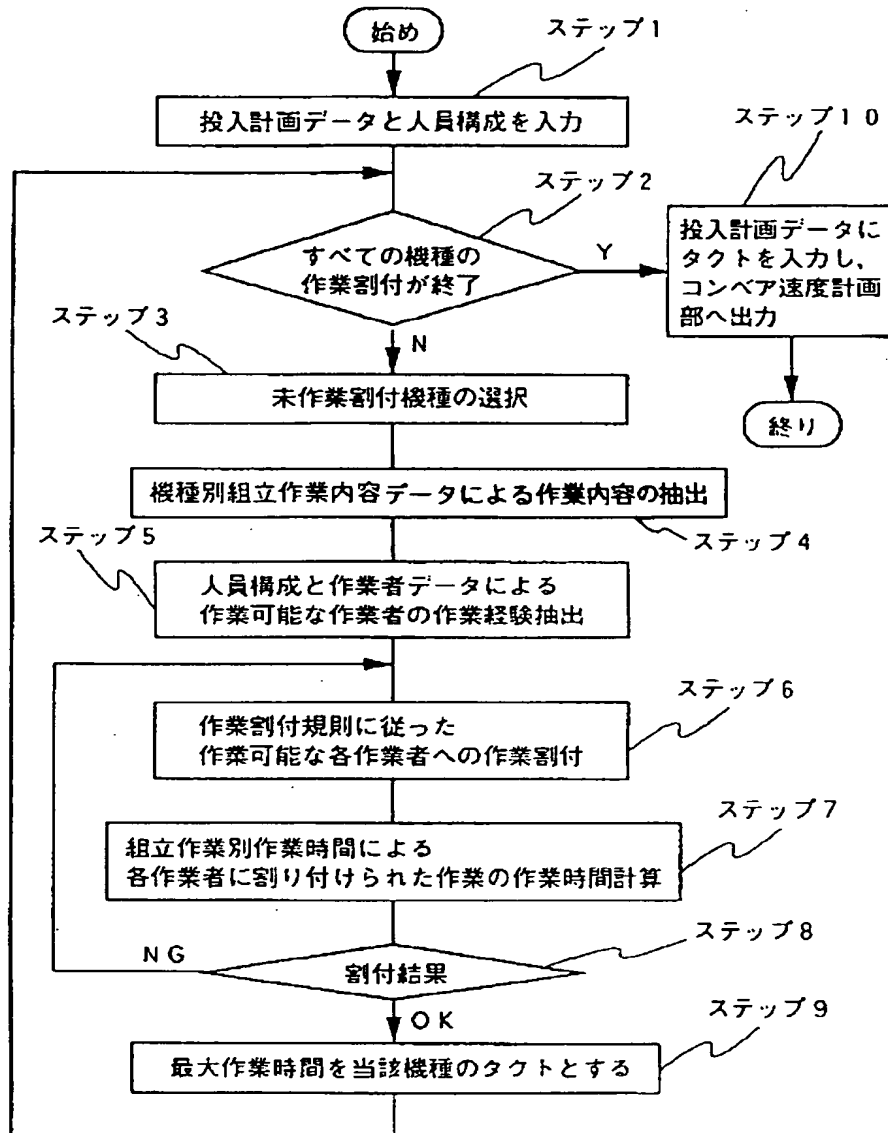 始め
ステップ1
投入計画データと人員構成を入力
ステップ2
すべての機種の
作業割付が終了
Y
N
ステップ10
投入計画データに
タクトを入力し、
コンベア速度計画
部へ出力
終り
ステップ3
未作業割付機種の選択
機種別組立作業内容データによる作業内容の抽出
ステップ4
ステップ5
人員構成と作業者データによる
作業可能な作業者の作業経験抽出
ステップ6
作業割付規則に従った
作業可能な各作業者への作業割付
ステップ7
組立作業別作業時間による
各作業者に割り付けられた作業の作業時間計算
ステップ8
割付結果
NG
OK
ステップ9
最大作業時間を当該機種のタクトとする